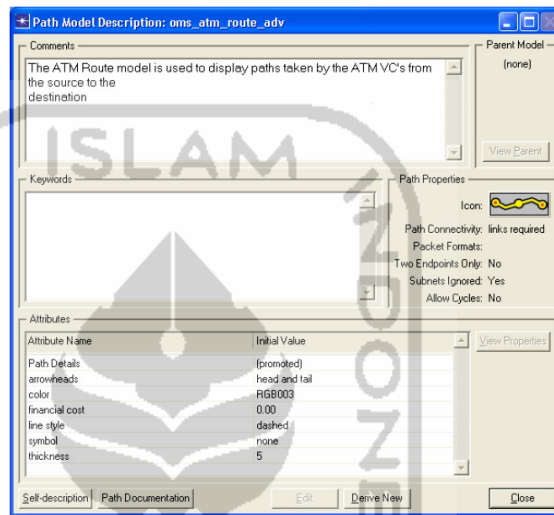 Path Model Description: oms_atm_route_adv
Comments
The ATM Route model is used to display paths taken by the ATM VC's from
the source to the
destination
Parent Model
(none)
View Parent
Keywords
Path Properties
Icon:
Path Connectivity: links required
Packet Formats:
Two Endpoints Only: No
Subnets Ignored: Yes
Allow Cycles: No
Attributes
Attribute Name Initial Value
View Properties
Path Details (promoted)
arrowheads head and tail
color RGB003
financial cost 0.00
line style dashed
symbol none
thickness 5
Self-description Path Documentation Edit Derive New Close
ISLAM
INDONE